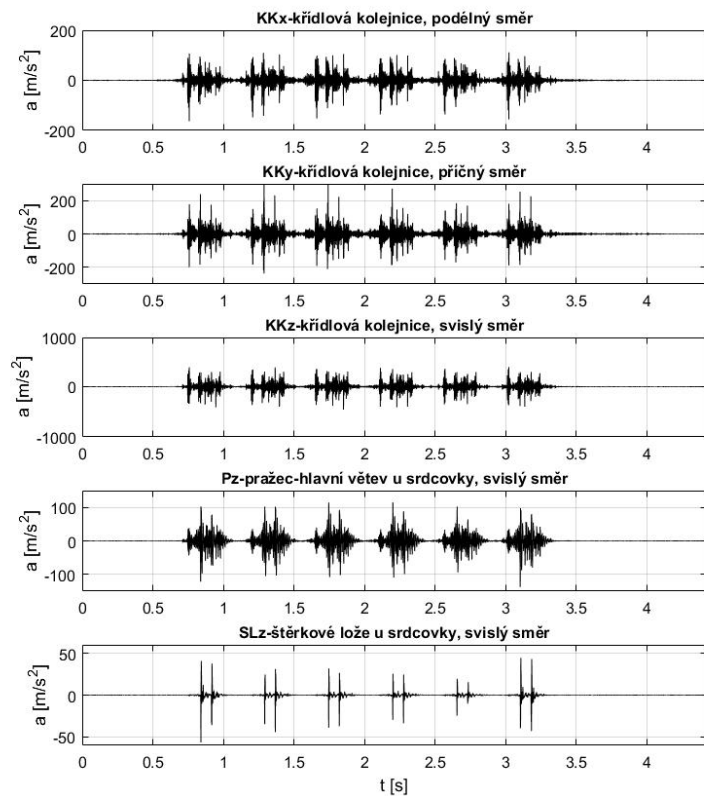 KKx-křídlová kolejnice, podélný směr
200
0
-200
a [m/s²]
0 0.5 1 1.5 2 2.5 3 3.5 4
KKy-křídlová kolejnice, příčný směr
200
0
-200
a [m/s²]
0 0.5 1 1.5 2 2.5 3 3.5 4
KKz-křídlová kolejnice, svislý směr
1000
0
-1000
a [m/s²]
0 0.5 1 1.5 2 2.5 3 3.5 4
Pz-pražec-hlavní větev u srdcovky, svislý směr
100
0
-100
a [m/s²]
0 0.5 1 1.5 2 2.5 3 3.5 4
SLz-štěrkové lože u srdcovky, svislý směr
50
0
-50
a [m/s²]
0 0.5 1 1.5 2 2.5 3 3.5 4
t [s]